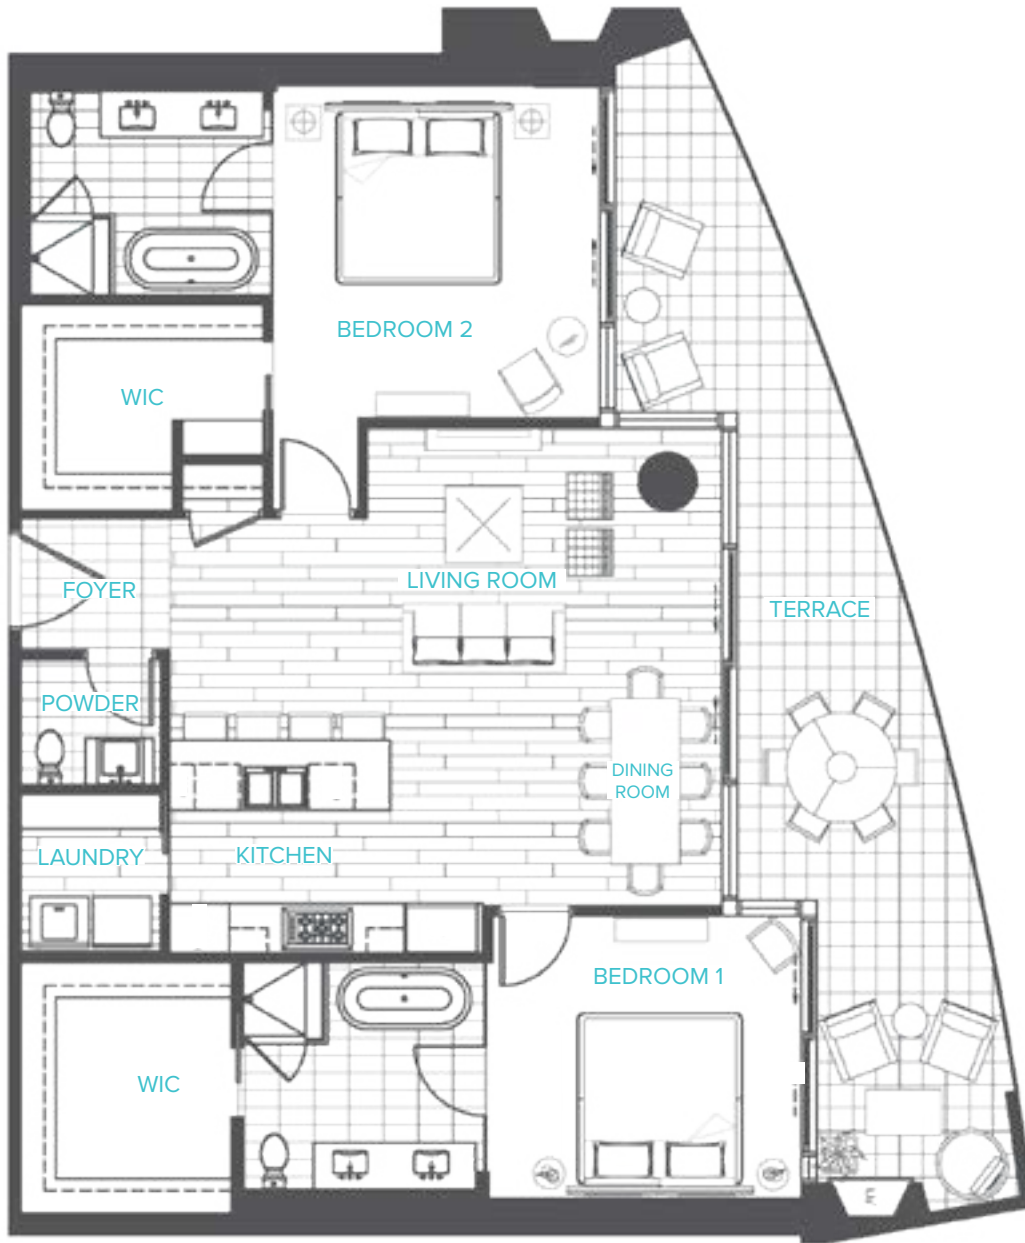 BEDROOM 2
WIC
LIVING ROOM
FOYER
TERRACE
POWDER
DINING
ROOM
LAUNDRY
KITCHEN
BEDROOM 1
WIC